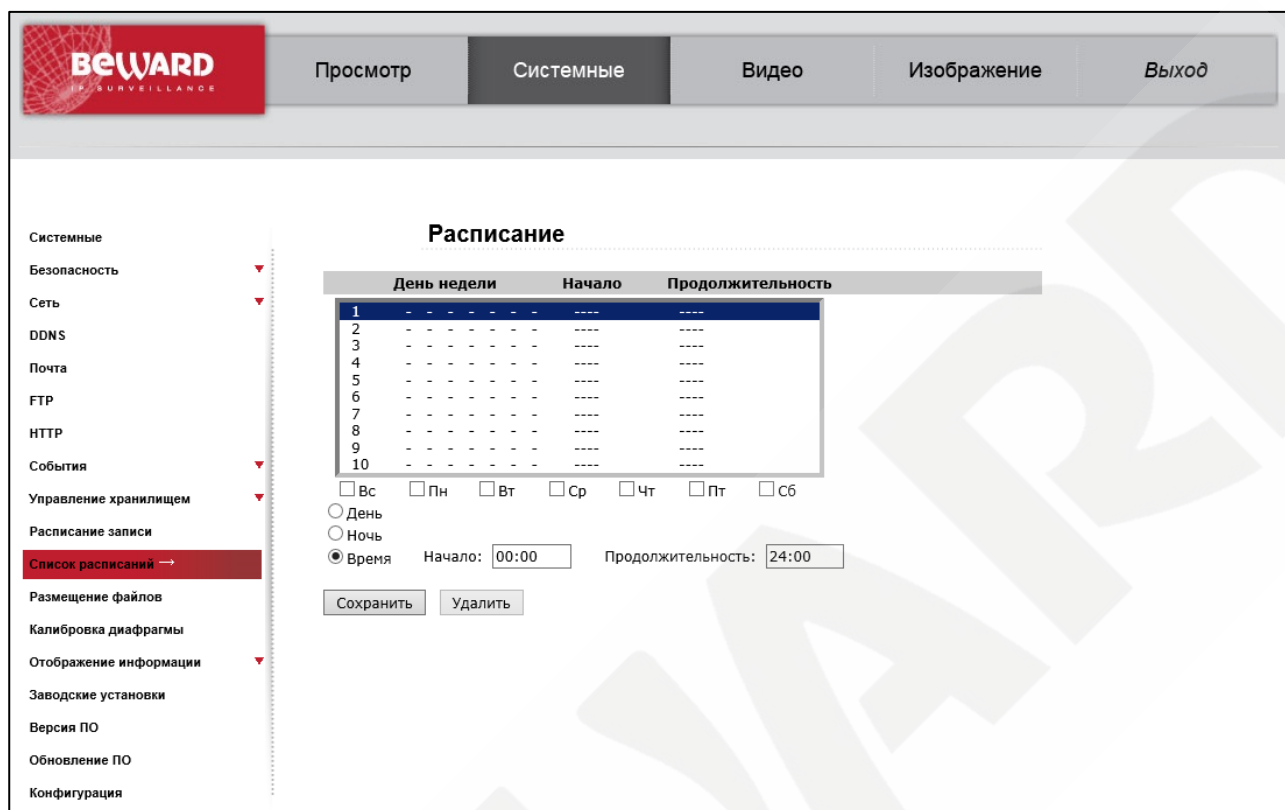 BEWARD
IP SURVEILLANCE
Просмотр Системные Видео Изображение Выход
Системные
Безопасность
Сеть
DDNS
Почта
FTP
HTTP
События
Управление хранилищем
Расписание записи
Список расписаний →
Размещение файлов
Калибровка диафрагмы
Отображение информации
Заводские установки
Версия ПО
Обновление ПО
Конфигурация
Расписание
День недели Начало Продолжительность
1 - - - - - - - ---- ----
2 - - - - - - - ---- ----
3 - - - - - - - ---- ----
4 - - - - - - - ---- ----
5 - - - - - - - ---- ----
6 - - - - - - - ---- ----
7 - - - - - - - ---- ----
8 - - - - - - - ---- ----
9 - - - - - - - ---- ----
10 - - - - - - - ---- ----
Вс Пн Вт Ср Чт Пт Сб
День
Ночь
Время Начало: 00:00 Продолжительность: 24:00
Сохранить Удалить